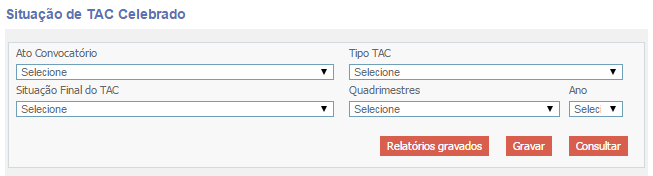 Situação de TAC Celebrado
Ato Convocatório Tipo TAC
Selecione Selecione
Situação Final do TAC Quadrimestres Ano
Selecione Selecione Seleci
Relatórios gravados Gravar Consultar